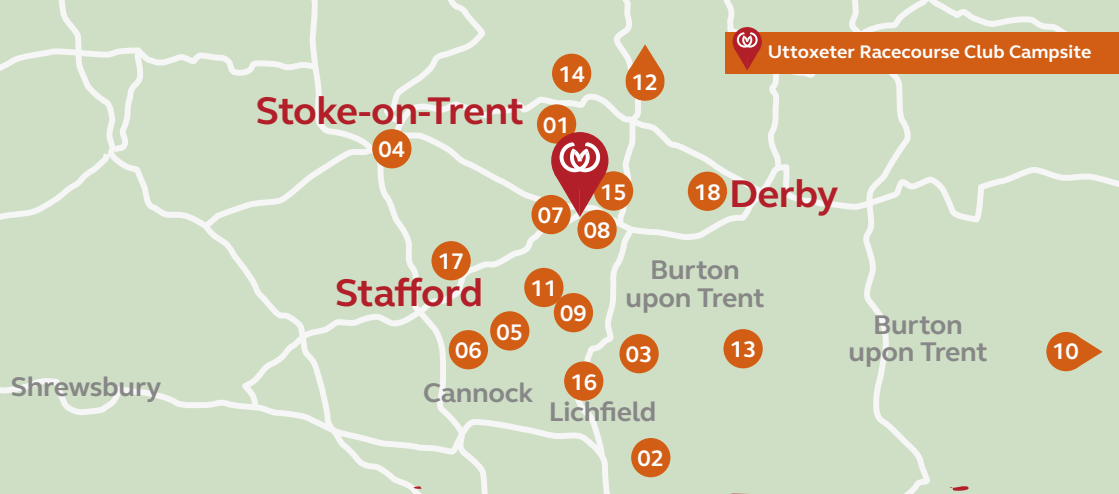 Uttoxeter Racecourse Club Campsite
14
12
Stoke-on-Trent
01
04
15
18
Derby
07
08
17
Burton
upon Trent
Stafford
11
09
05
06
03
13
Burton
upon Trent
10
Shrewsbury
Cannock
16
Lichfield
02